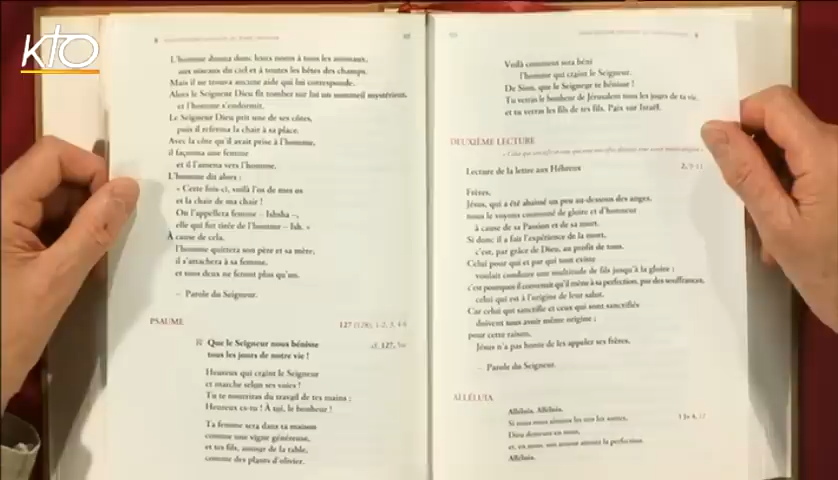 KTO
L'homme donna donc leurs noms à tous les animaux,
aux oiseaux du ciel et à toutes les bêtes des champs.
Mais il ne trouva aucune aide qui lui corresponde.
Alors le Seigneur Dieu fit tomber sur lui un sommeil mystérieux,
et l'homme s'endormit.
Le Seigneur Dieu prit une de ses côtes,
puis il referma la chair à sa place.
Avec la côte qu'il avait prise à l'homme,
il façonna une femme
et il l'amena vers l'homme.
L'homme dit alors :
« Cette fois-ci, voilà l'os de mes os
et la chair de ma chair !
On l'appellera femme – Ishsha –,
elle qui fut tirée de l'homme – Ish. »
À cause de cela,
l'homme quittera son père et sa mère,
il s'attachera à sa femme,
et tous deux ne feront plus qu'un.
– Parole du Seigneur.
PSAUME
127 (128), 1-2, 3, 4-6
R/ Que le Seigneur nous bénisse
cf. 127, 5ac
tous les jours de notre vie !
Heureux qui craint le Seigneur
et marche selon ses voies !
Tu te nourriras du travail de tes mains :
Heureux es-tu ! À toi, le bonheur !
Ta femme sera dans ta maison
comme une vigne généreuse,
et tes fils, autour de la table,
comme des plants d'olivier.
Voilà comment sera béni
l'homme qui craint le Seigneur.
De Sion, que le Seigneur te bénisse !
Tu verras le bonheur de Jérusalem tous les jours de ta vie,
et tu verras les fils de tes fils. Paix sur Israël.
DEUXIÈME LECTURE
Lecture de la lettre aux Hébreux
2, 9-11
Frères,
Jésus, qui a été abaissé un peu au-dessous des anges,
nous le voyons couronné de gloire et d'honneur
à cause de sa Passion et de sa mort.
Si donc il a fait l'expérience de la mort,
c'est, par grâce de Dieu, au profit de tous.
Celui pour qui et par qui tout existe
voulait conduire une multitude de fils jusqu'à la gloire ;
c'est pourquoi il convenait qu'il mène à sa perfection, par des souffrances,
celui qui est à l'origine de leur salut.
Car celui qui sanctifie et ceux qui sont sanctifiés
doivent tous avoir même origine ;
pour cette raison,
Jésus n'a pas honte de les appeler ses frères.
– Parole du Seigneur.
ALLÉLUIA
Alléluia, Alléluia.
1 Jn 4, 12
Si nous nous aimons les uns les autres,
Dieu demeure en nous,
et, en nous, son amour atteint la perfection.
Alléluia.